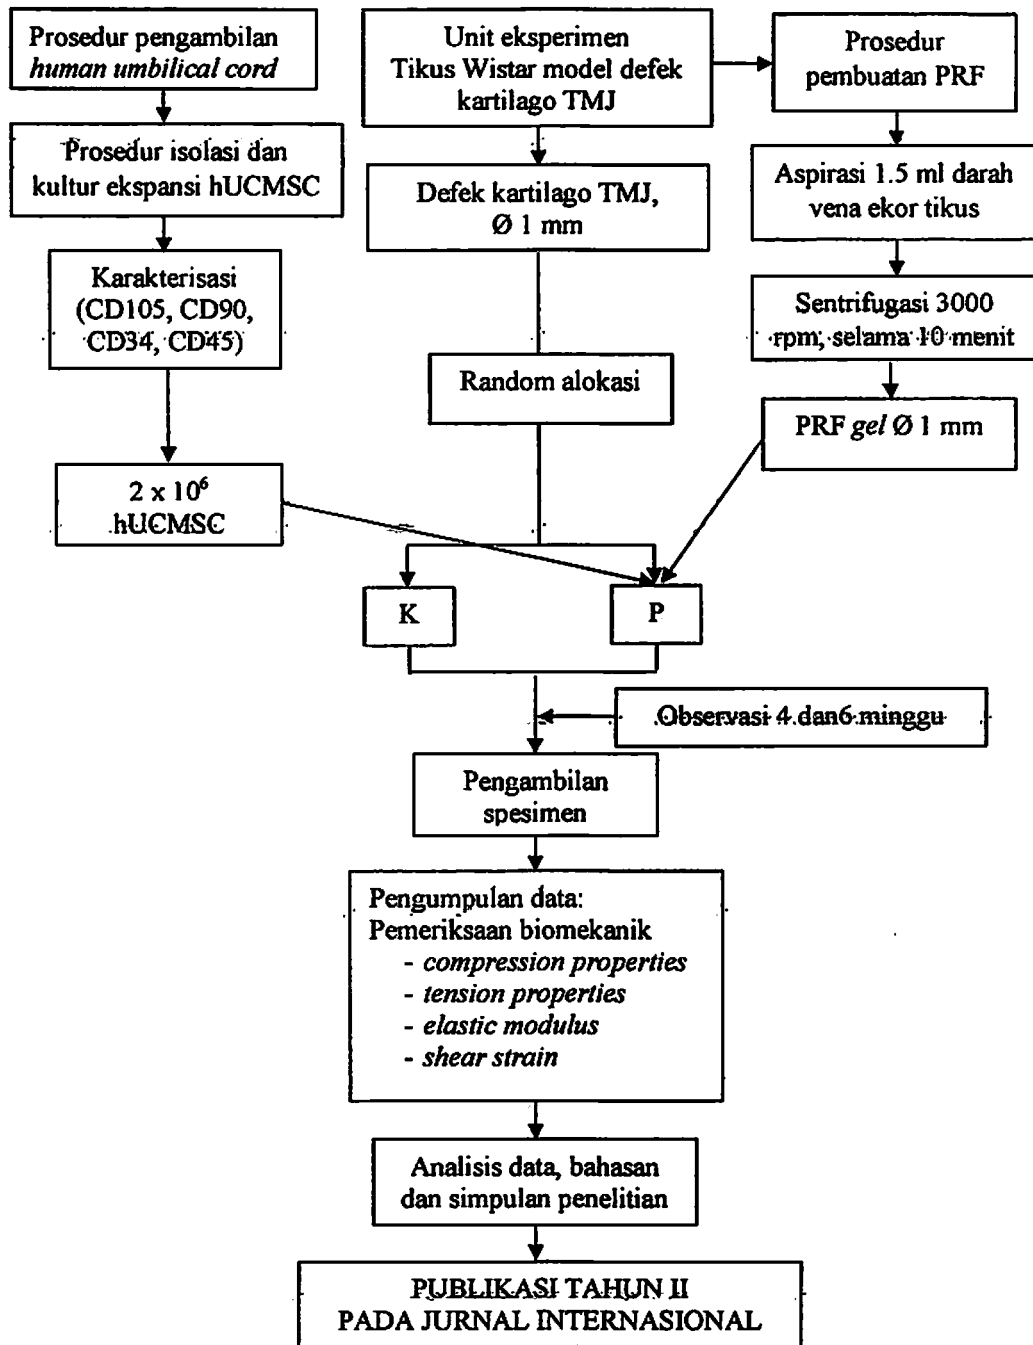 Prosedur pengambilan
human umbilical cord
Prosedur isolasi dan
kultur ekspansi hUCMSC
Karakterisasi
(CD105, CD90,
CD34, CD45)
2 x 10⁶
hUCMSC
Unit eksperimen
Tikus Wistar model defek
kartilago TMJ
Defek kartilago TMJ,
Ø 1 mm
Random alokasi
Prosedur
pembuatan PRF
Aspirasi 1.5 ml darah
vena ekor tikus
Sentrifugasi 3000
rpm, selama 10 menit
PRF gel Ø 1 mm
K
P
Observasi 4 dan6 minggu
Pengambilan
spesimen
Pengumpulan data:
Pemeriksaan biomekanik
- compression properties
- tension properties
- elastic modulus
- shear strain
Analisis data, bahasan
dan simpulan penelitian
PUBLIKASI TAHUN II
PADA JURNAL INTERNASIONAL